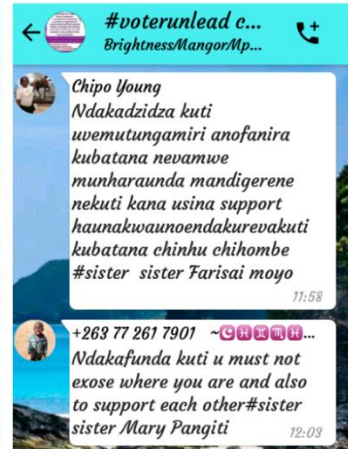 #voterunlead c...
BrightnessMangorMp...
Chipo Young
Ndakadzidza kuti
uvemutungamiri anofanira
kubatana nevamwe
munharaunda mandigerene
nekuti kana usina support
haunakwaunoendakurevakuti
kubatana chinhu chihombe
#sister sister Farisai moyo
11:58
+263 77 261 7901 ~☪♓♊♏♓...
Ndakafunda kuti u must not
exose where you are and also
to support each other#sister
sister Mary Pangiti
12:03